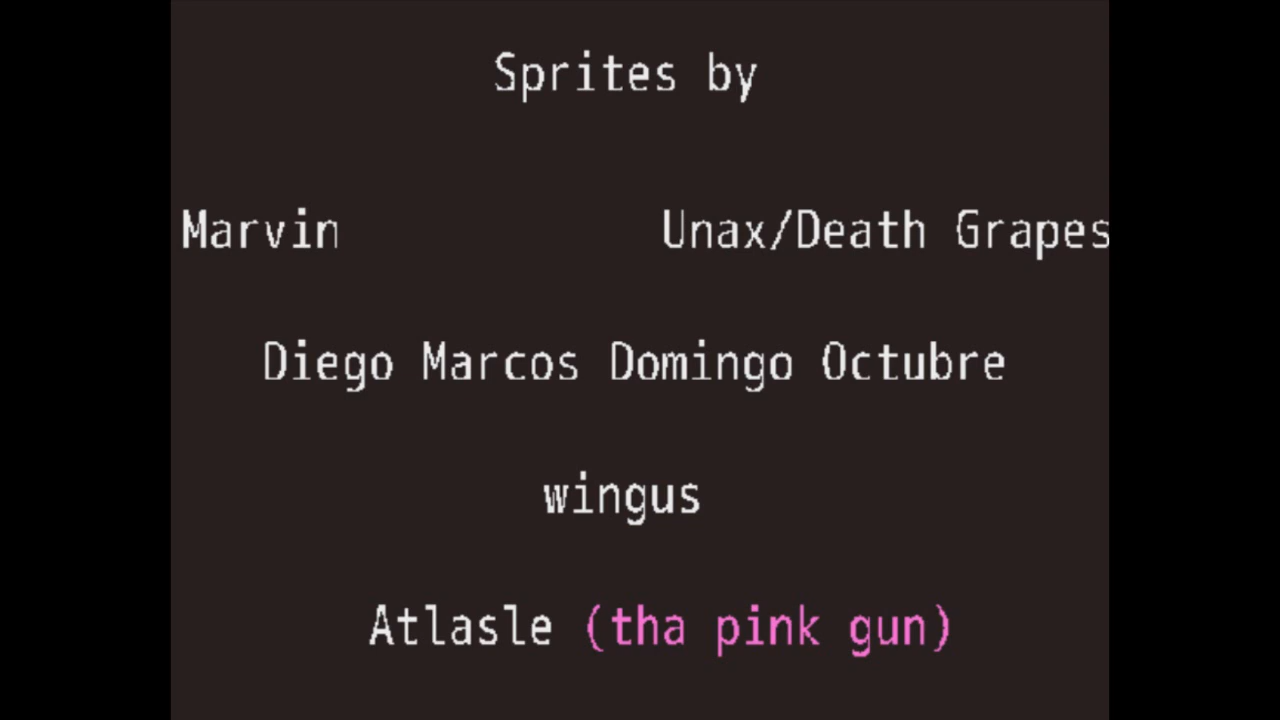 Sprites by
Marvin Unax/Death Grapes
Diego Marcos Domingo Octubre
wingus
Atlasle (tha pink gun)